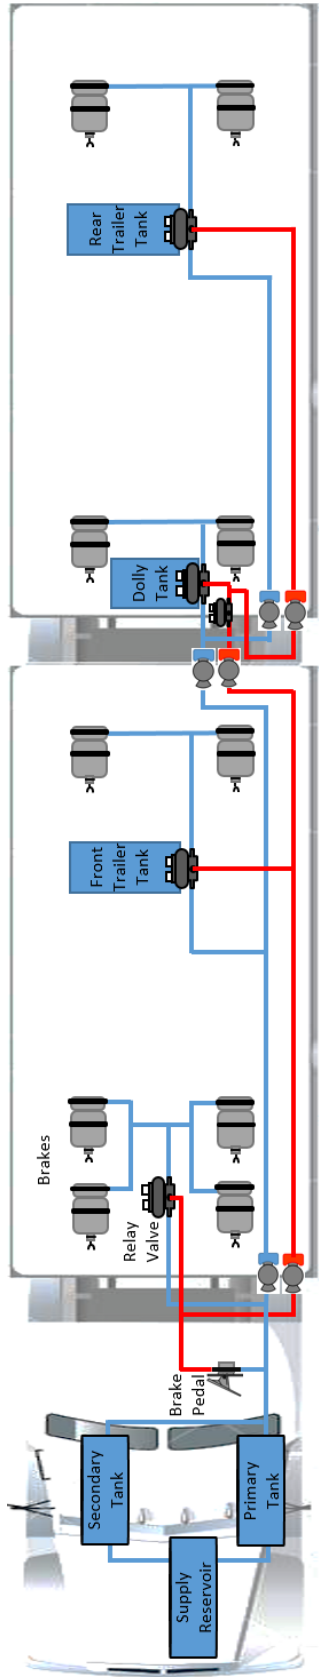 Rear
Trailer
Tank
Dolly
Tank
Front
Trailer
Tank
Brakes
Relay
Valve
Brake
Pedal
Secondary
Tank
Primary
Tank
Supply
Reservoir